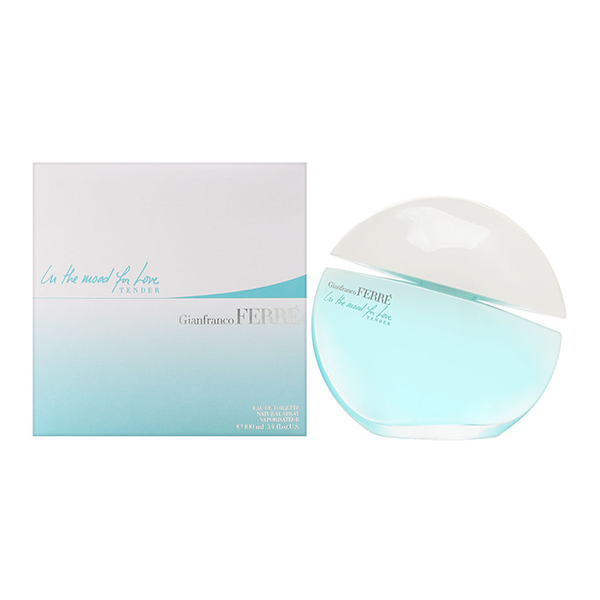 In the mood for Love
TENDER
Gianfranco FERRÉ
EAU DE TOILETTE
NATURAL SPRAY
VAPORISATEUR
℮100 ml 3.4 fl.oz.U.S.
Gianfranco FERRÉ
In the mood for Love
TENDER